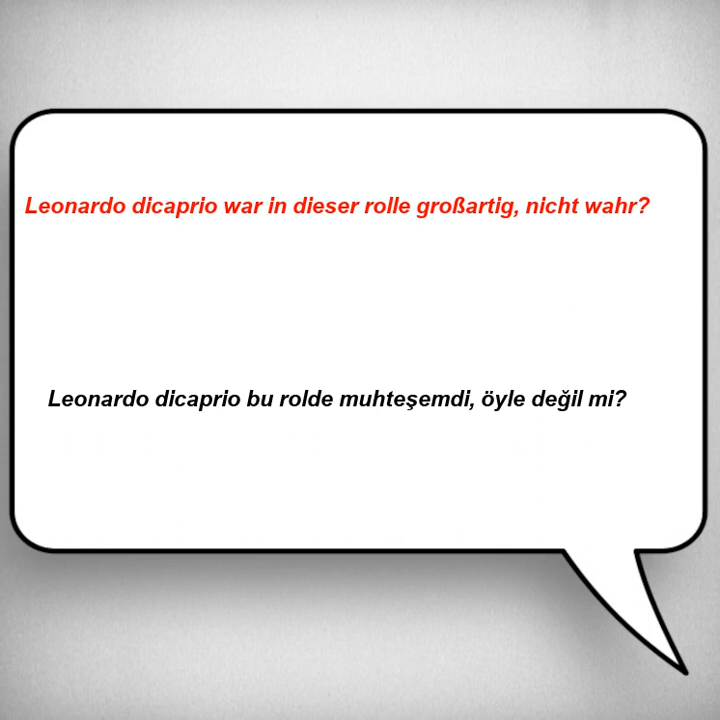 Leonardo dicaprio war in dieser rolle großartig, nicht wahr?
Leonardo dicaprio bu rolde muhteşemdi, öyle değil mi?